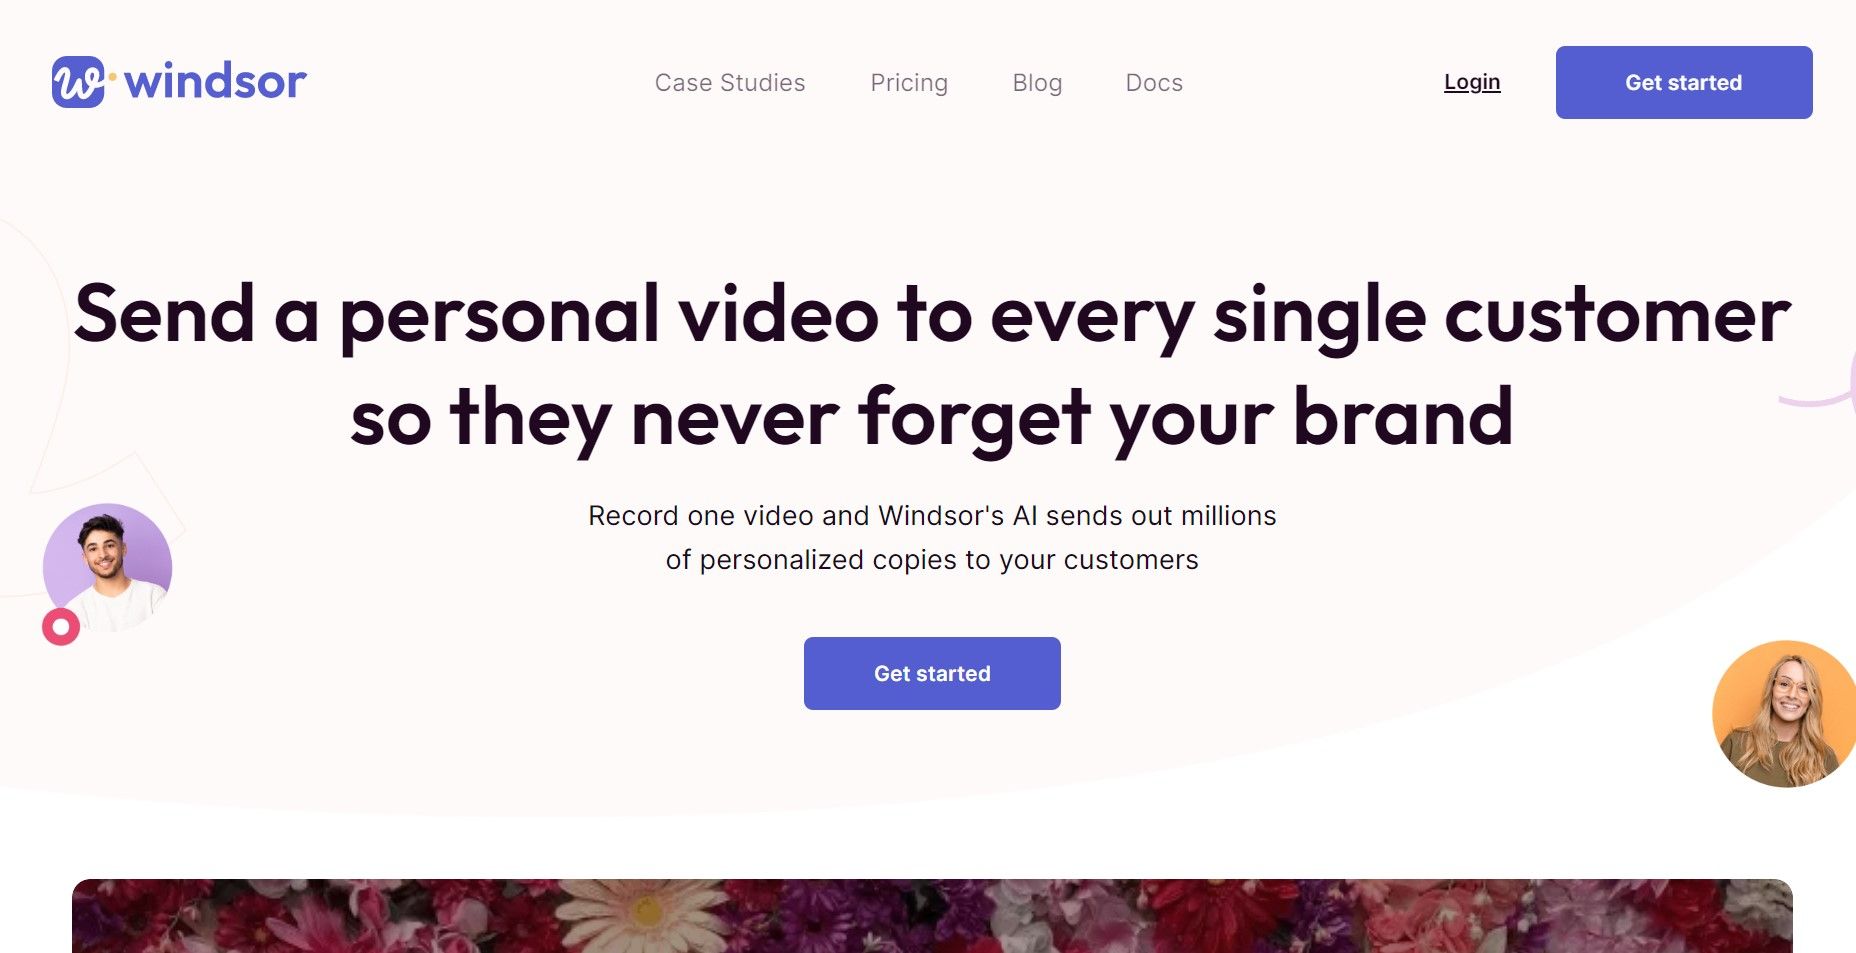 windsor
Case Studies
Pricing
Blog
Docs
Login
Get started
Send a personal video to every single customer
so they never forget your brand
Record one video and Windsor's AI sends out millions
of personalized copies to your customers
Get started